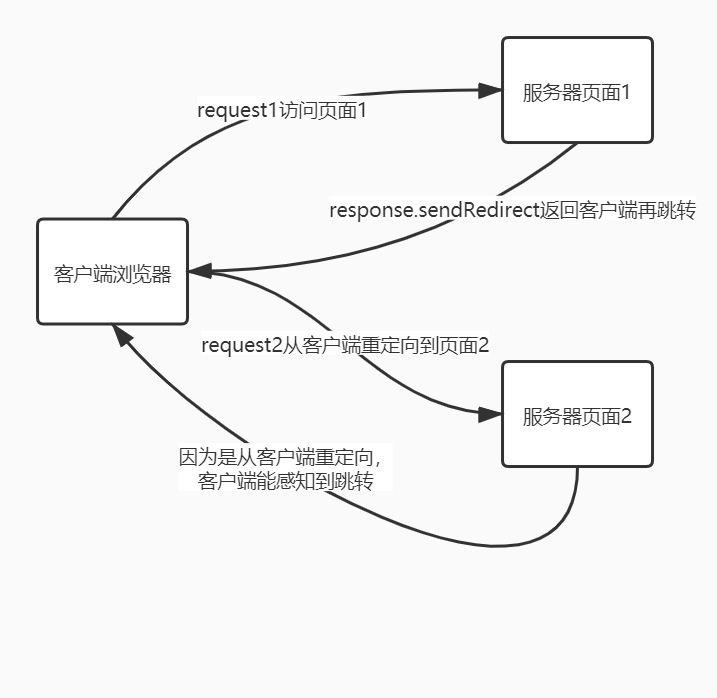 服务器页面1
request1访问页面1
response.sendRedirect返回客户端再跳转
客户端浏览器
request2从客户端重定向到页面2
服务器页面2
因为是从客户端重定向，
客户端能感知到跳转